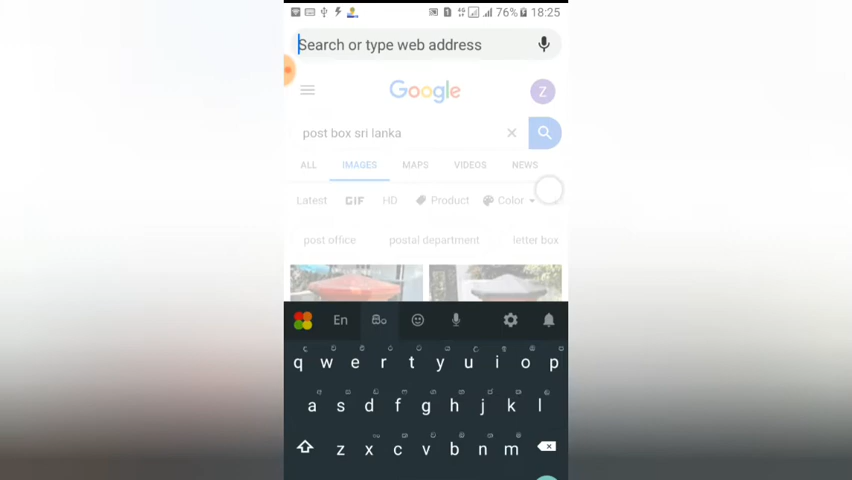 76% 18:25
Search or type web address
Google
Z
post box sri lanka
ALL IMAGES MAPS VIDEOS NEWS
Latest GIF HD Product Color
post office postal department letter box
En
q w e r t y u i o p
a s d f g h j k l
z x c v b n m